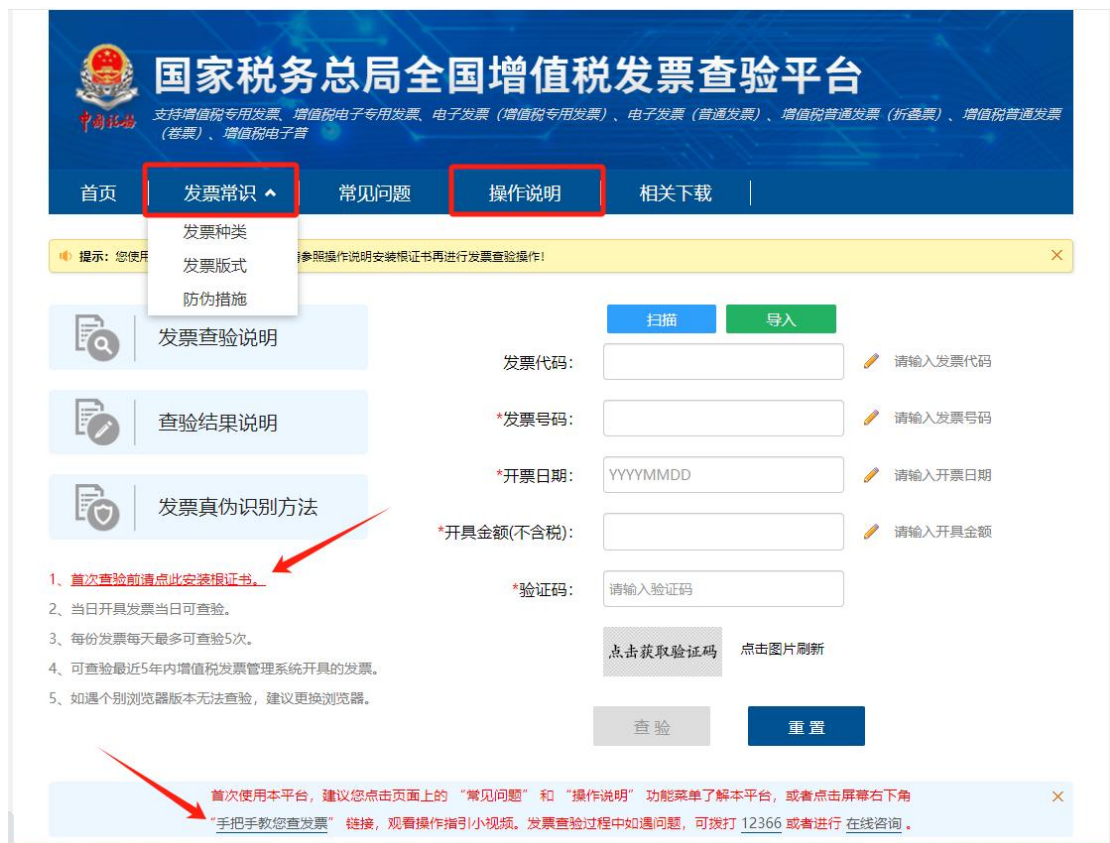 国家税务总局全国增值税发票查验平台
中国税务
支持增值税专用发票、增值税电子专用发票、电子发票（增值税专用发票）、电子发票（普通发票）、增值税普通发票（折叠票）、增值税普通发票
（卷票）、增值税电子普
首页 发票常识 常见问题 操作说明 相关下载
发票种类
发票版式
防伪措施
提示：您使用 参照操作说明安装根证书再进行发票查验操作！
扫描 导入
发票查验说明
发票代码： 请输入发票代码
查验结果说明
*发票号码： 请输入发票号码
*开票日期： YYYYMMDD 请输入开票日期
发票真伪识别方法
*开具金额(不含税)： 请输入开具金额
1、首次查验前请点此安装根证书。
*验证码： 请输入验证码
2、当日开具发票当日可查验。
3、每份发票每天最多可查验5次。
点击获取验证码 点击图片刷新
4、可查验最近5年内增值税发票管理系统开具的发票。
5、如遇个别浏览器版本无法查验，建议更换浏览器。
查验 重置
首次使用本平台，建议您点击页面上的 “常见问题” 和 “操作说明” 功能菜单了解本平台，或者点击屏幕右下角
“手把手教您查发票” 链接，观看操作指引小视频。发票查验过程中如遇问题，可拨打 12366 或者进行 在线咨询 。